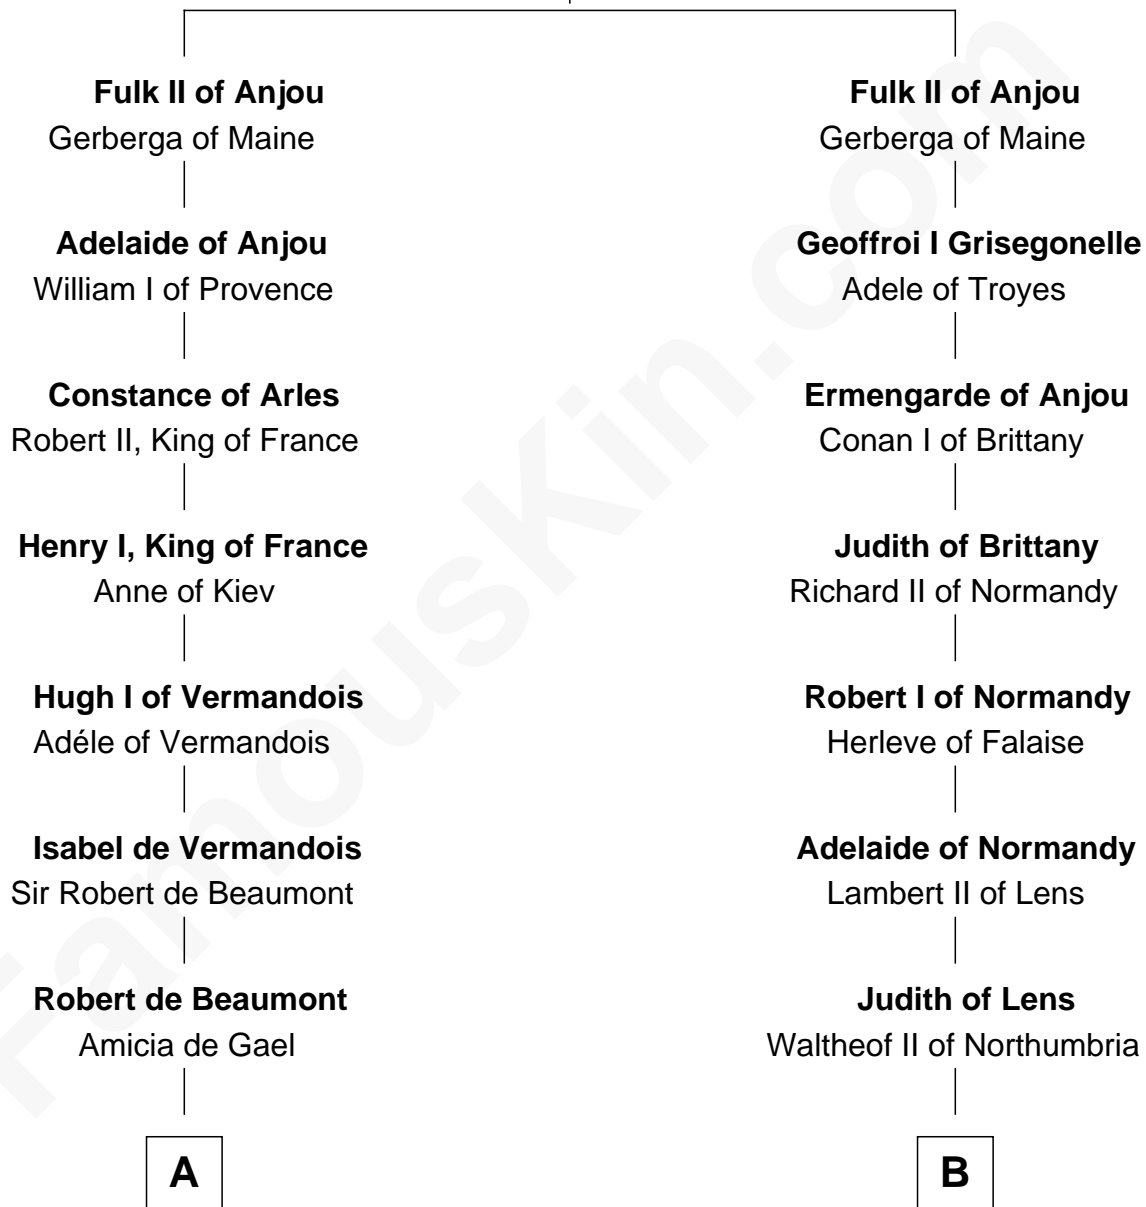 Fulk II of Anjou
Gerberga of Maine
Adelaide of Anjou
William I of Provence
Constance of Arles
Robert II, King of France
Henry I, King of France
Anne of Kiev
Hugh I of Vermandois
Adéle of Vermandois
Isabel de Vermandois
Sir Robert de Beaumont
Robert de Beaumont
Amicia de Gael
A
Fulk II of Anjou
Gerberga of Maine
Geoffroi I Grisegonelle
Adele of Troyes
Ermengarde of Anjou
Conan I of Brittany
Judith of Brittany
Richard II of Normandy
Robert I of Normandy
Herleve of Falaise
Adelaide of Normandy
Lambert II of Lens
Judith of Lens
Waltheof II of Northumbria
B
FamousKin.com